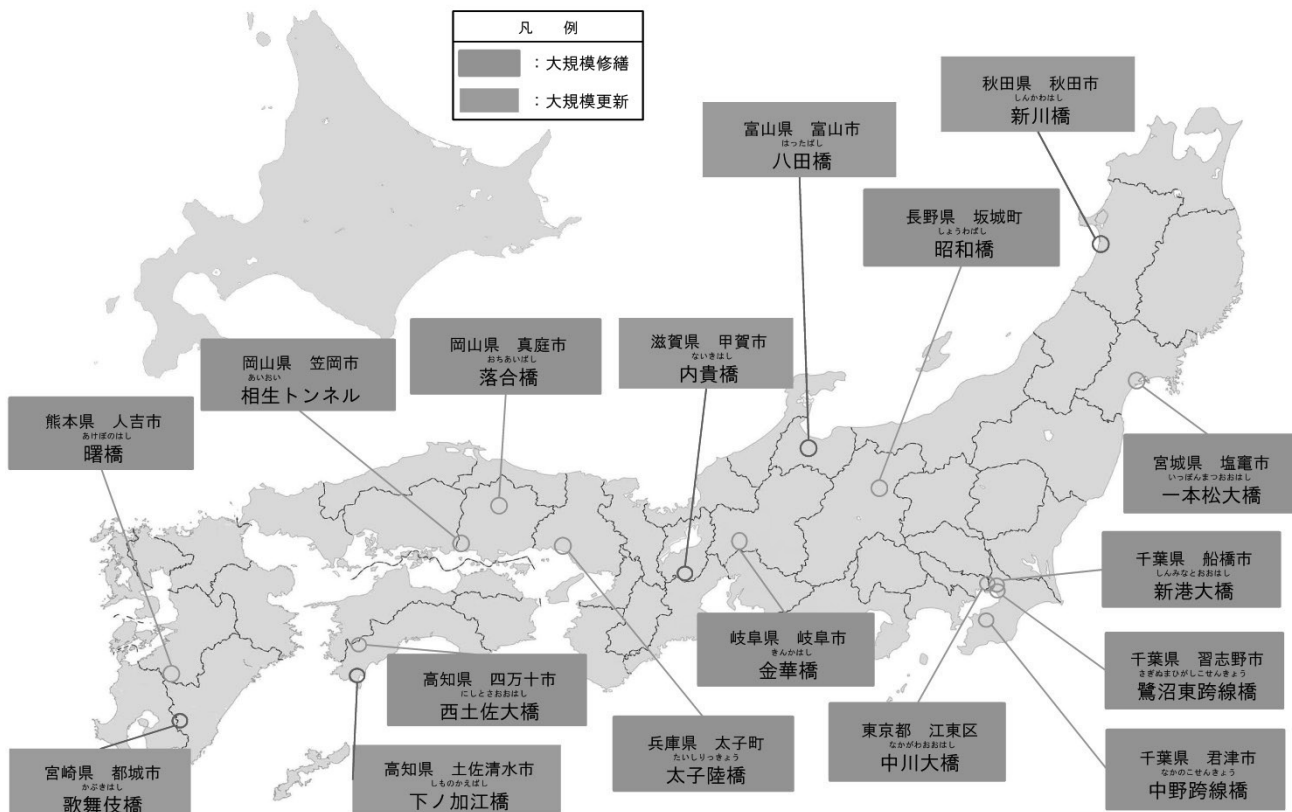 凡　例
：大規模修繕
：大規模更新
秋田県　秋田市
しんかわはし
新川橋
富山県　富山市
はったばし
八田橋
長野県　坂城町
しょうわばし
昭和橋
滋賀県　甲賀市
ないきはし
内貴橋
岡山県　真庭市
おちあいばし
落合橋
岡山県　笠岡市
あいおい
相生トンネル
熊本県　人吉市
あけぼのはし
曙橋
宮城県　塩竈市
いっぽんまつおおはし
一本松大橋
千葉県　船橋市
しんみなとおおはし
新港大橋
千葉県　習志野市
さぎぬまひがしこせんきょう
鷺沼東跨線橋
千葉県　君津市
なかのこせんきょう
中野跨線橋
東京都　江東区
なかがわおおはし
中川大橋
岐阜県　岐阜市
きんかはし
金華橋
兵庫県　太子町
たいしりっきょう
太子陸橋
高知県　四万十市
にしとさおおはし
西土佐大橋
高知県　土佐清水市
しものかえばし
下ノ加江橋
宮崎県　都城市
かぶきはし
歌舞伎橋